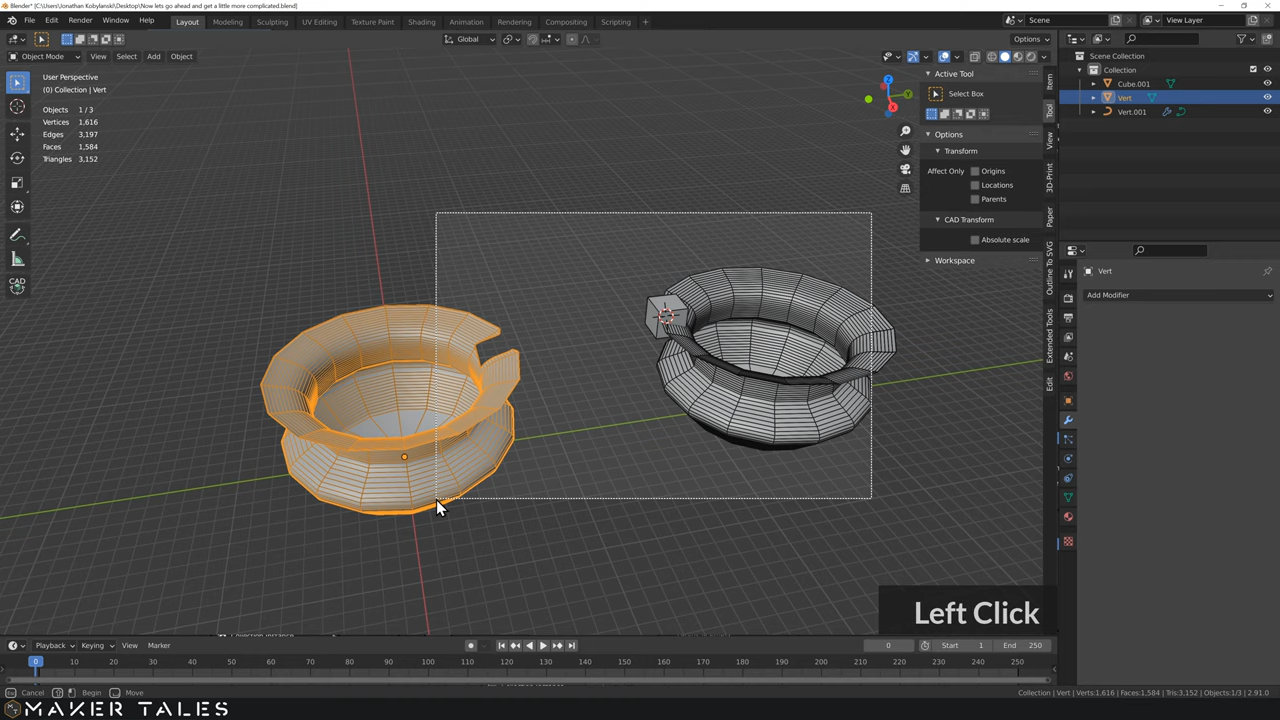 Blender* [C:\Users\Jonathan Kobylanski\Desktop\Now lets go ahead and get a little more complicated.blend]
File Edit Render Window Help Layout Modeling Sculpting UV Editing Texture Paint Shading Animation Rendering Compositing Scripting + Scene View Layer
Global Options
Object Mode View Select Add Object
User Perspective
(0) Collection | Vert
Objects 1 / 3
Vertices 1,616
Edges 3,197
Faces 1,584
Triangles 3,152
CAD
Z
Y
X
Active Tool
Select Box
Options
Transform
Affect Only Origins
Locations
Parents
CAD Transform
Absolute scale
Workspace
Item
Tool
View
3D-Print
Paper
Outline To SVG
Extended Tools
Edit
Scene Collection
Collection
Cube.001
Vert
Vert.001
Vert
Add Modifier
Left Click
Playback Keying View Marker 0 Start 1 End 250
0 10 20 30 40 50 60 70 80 90 100 110 120 130 140 150 160 170 180 190 200 210 220 230 240 250
Cancel Begin Move Collection | Vert | Verts:1,616 | Faces:1,584 | Tris:3,152 | Objects:1/3 | 2.91.0
MAKER TALES